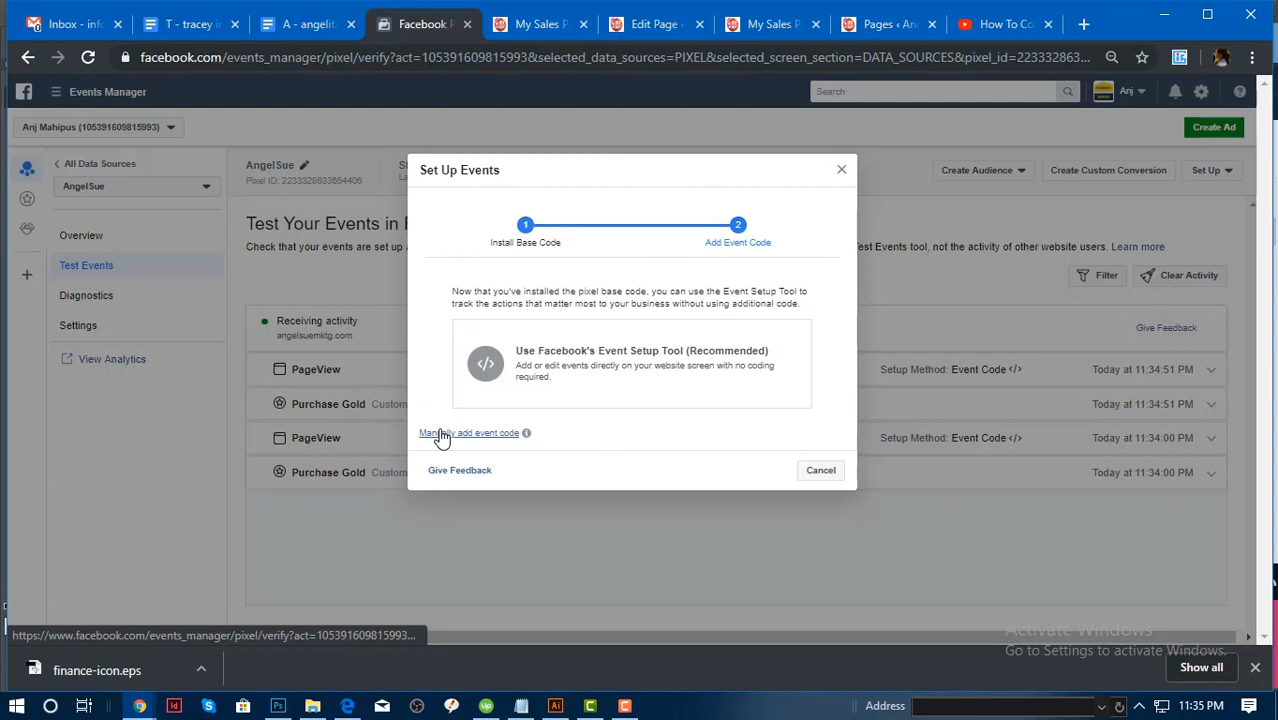 Inbox - info
T - tracey i
A - angelita
Facebook P
My Sales P
Edit Page ‹
My Sales P
Pages ‹ An
How To Co
facebook.com/events_manager/pixel/verify?act=105391609815993&selected_data_sources=PIXEL&selected_screen_section=DATA_SOURCES&pixel_id=223332863...
Events Manager
Search
Anj
Anj Mahipus (105391609815993)
Create Ad
All Data Sources
AngelSue
AngelSue
Pixel ID: 2233328633654406
Create Audience
Create Custom Conversion
Set Up
Overview
Test Events
Diagnostics
Settings
View Analytics
Test Your Events in
Check that your events are set up
Test Events tool, not the activity of other website users. Learn more
Filter
Clear Activity
Receiving activity
angelsuemktg.com
Give Feedback
PageView
Setup Method: Event Code </>
Today at 11:34:51 PM
Purchase Gold
Today at 11:34:51 PM
PageView
Setup Method: Event Code </>
Today at 11:34:00 PM
Purchase Gold
Today at 11:34:00 PM
Set Up Events
1
2
Install Base Code
Add Event Code
Now that you've installed the pixel base code, you can use the Event Setup Tool to
track the actions that matter most to your business without using additional code.
</>
Use Facebook's Event Setup Tool (Recommended)
Add or edit events directly on your website screen with no coding
required.
Manually add event code
Give Feedback
Cancel
https://www.facebook.com/events_manager/pixel/verify?act=105391609815993...
Activate Windows
Go to Settings to activate Windows.
finance-icon.eps
Show all
Address
11:35 PM